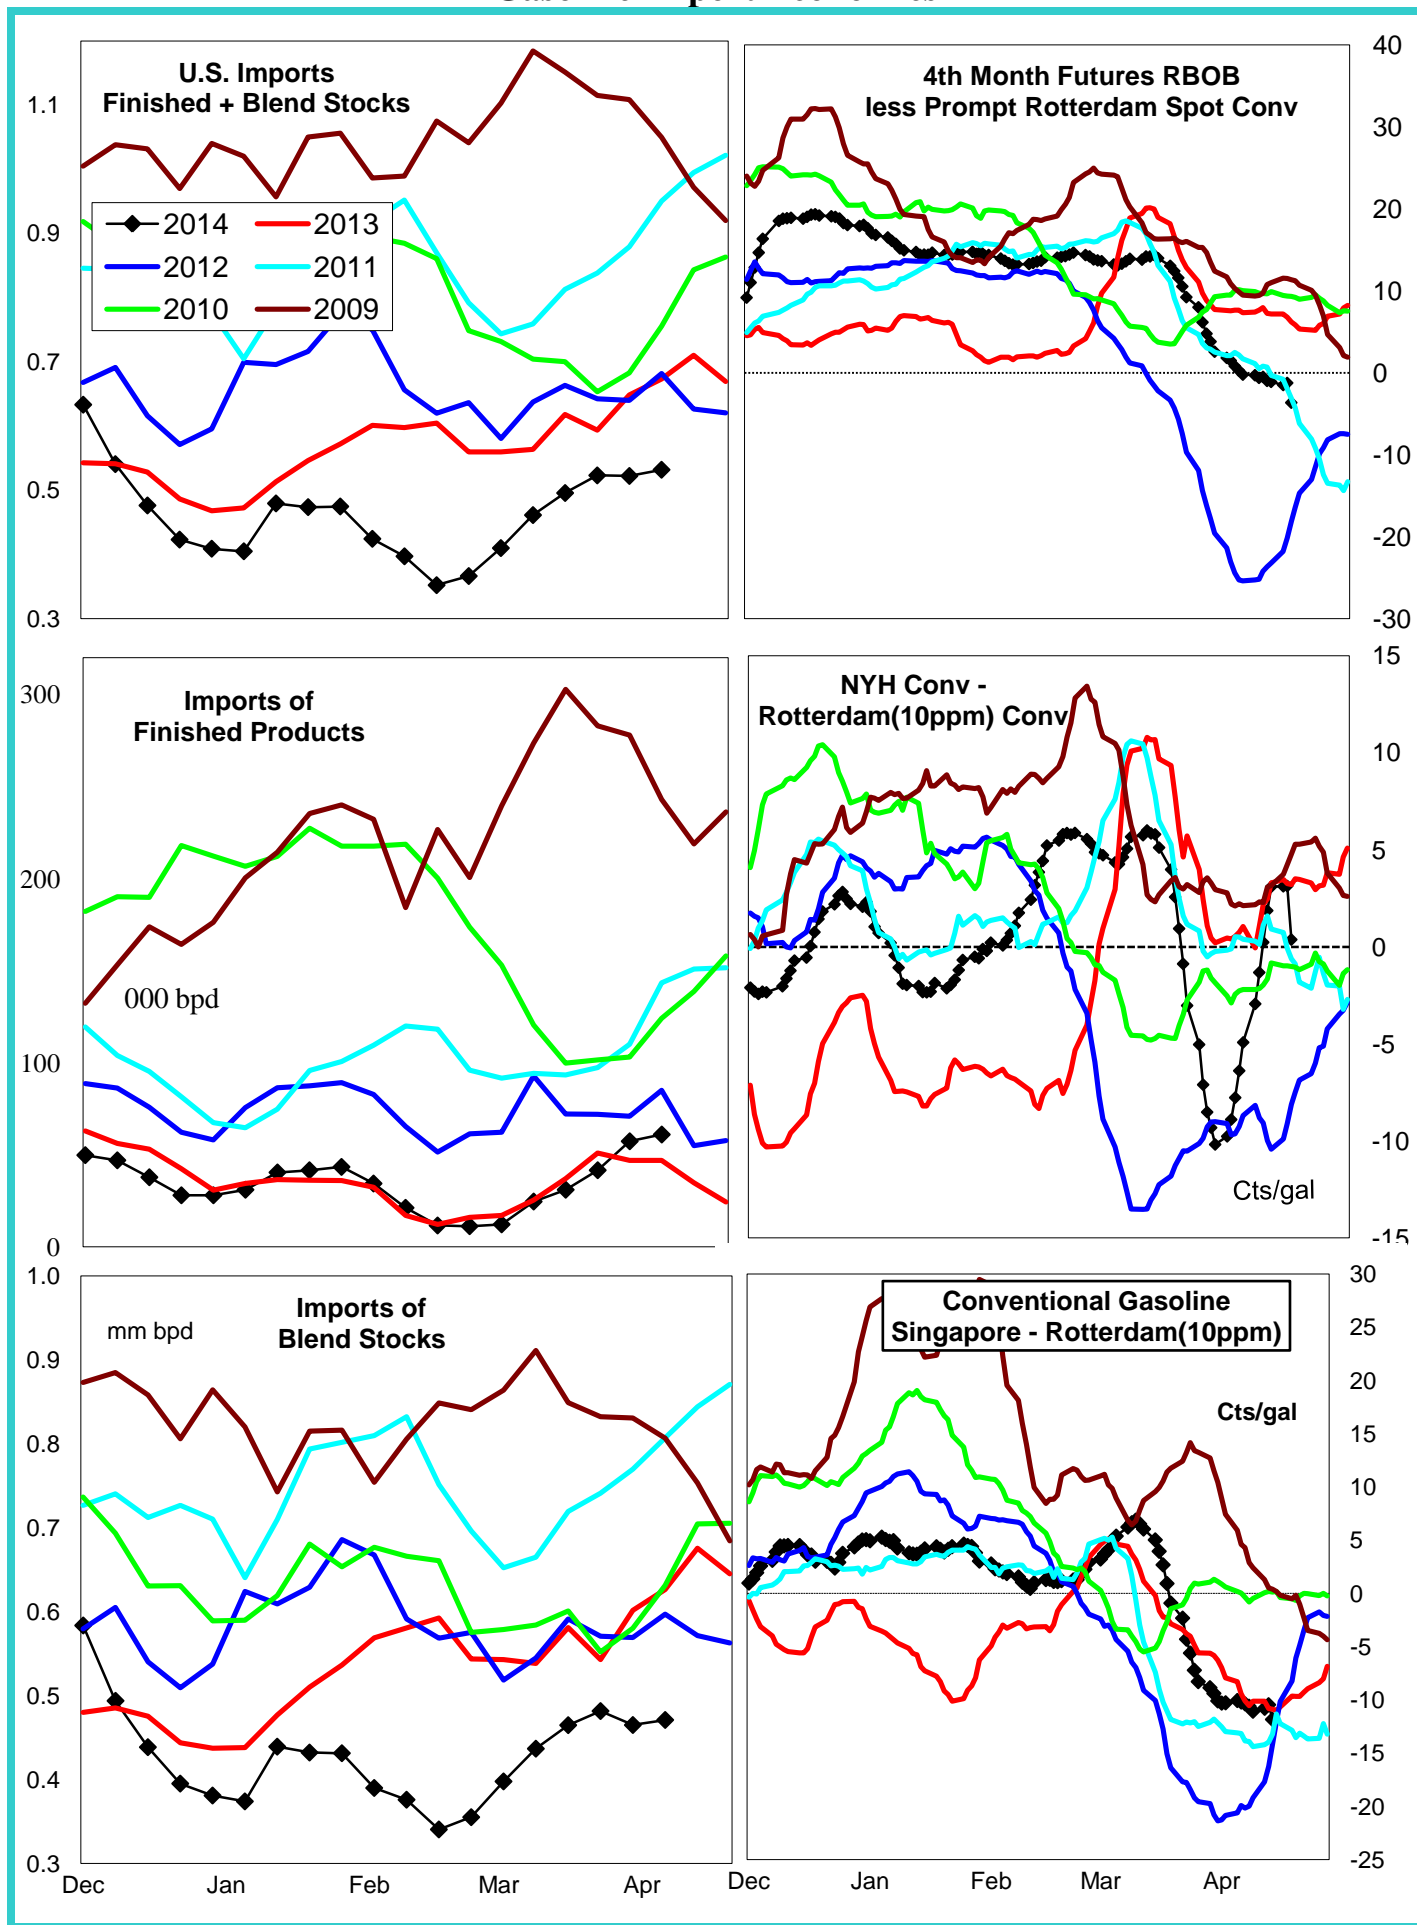 U.S. Imports
Finished + Blend Stocks
1.1
0.9
0.7
0.5
0.3
2014
2013
2012
2011
2010
2009
4th Month Futures RBOB
less Prompt Rotterdam Spot Conv
40
30
20
10
0
-10
-20
-30
Imports of
Finished Products
300
200
100
0
000 bpd
NYH Conv -
Rotterdam(10ppm) Conv
15
10
5
0
-5
-10
-15
Cts/gal
Imports of
Blend Stocks
mm bpd
1.0
0.9
0.8
0.7
0.6
0.5
0.4
0.3
Dec
Jan
Feb
Mar
Apr
Conventional Gasoline
Singapore - Rotterdam(10ppm)
Cts/gal
30
25
20
15
10
5
0
-5
-10
-15
-20
-25
Dec
Jan
Feb
Mar
Apr